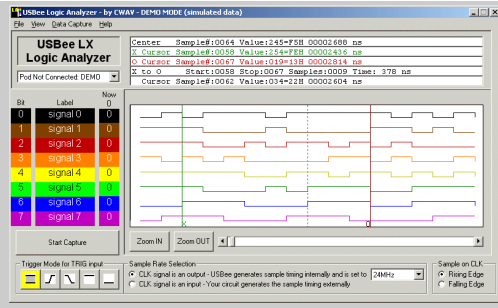 USBee Logic Analyzer - by CWAV - DEMO MODE (simulated data)
File View Data Capture Help
USBee LX
Logic Analyzer
Pod Not Connected: DEMO
Center Sample#:0064 Value:245=F5H 00002688 ns
X Cursor Sample#:0058 Value:254=FEH 00002436 ns
O Cursor Sample#:0067 Value:019=13H 00002814 ns
X to O Start:0058 Stop:0067 Samples:0009 Time: 378 ns
Cursor Sample#:0062 Value:034=22H 00002604 ns
Now
Bit Label 0
0 signal 0 0
1 signal 1 0
2 signal 2 0
3 signal 3 0
4 signal 4 0
5 signal 5 0
6 signal 6 0
7 signal 7 0
X O
Start Capture
Zoom IN
Zoom OUT
Trigger Mode for TRIG input
Sample Rate Selection
CLK signal is an output - USBee generates sample timing internally and is set to 24MHz
CLK signal is an input - Your circuit generates the sample timing externally
Sample on CLK
Rising Edge
Falling Edge